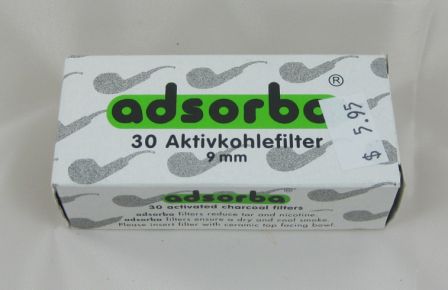 adsorba ®
30 Aktivkohlefilter
9 mm
$ 5.95
adsorba
30 activated charcoal filters
adsorba filters reduce tar and nicotine.
adsorba filters ensure a dry and cool smoke.
Please insert filter with ceramic top facing bowl.